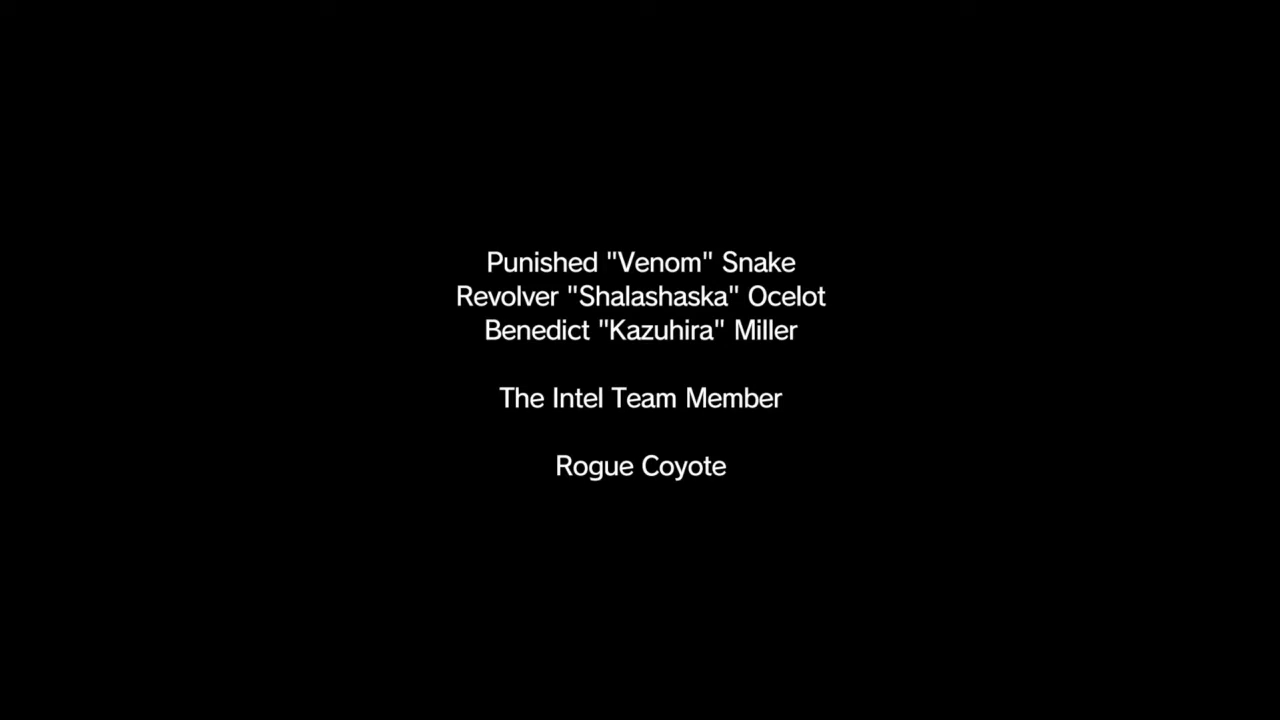 Punished "Venom" Snake
Revolver "Shalashaska" Ocelot
Benedict "Kazuhira" Miller
The Intel Team Member
Rogue Coyote